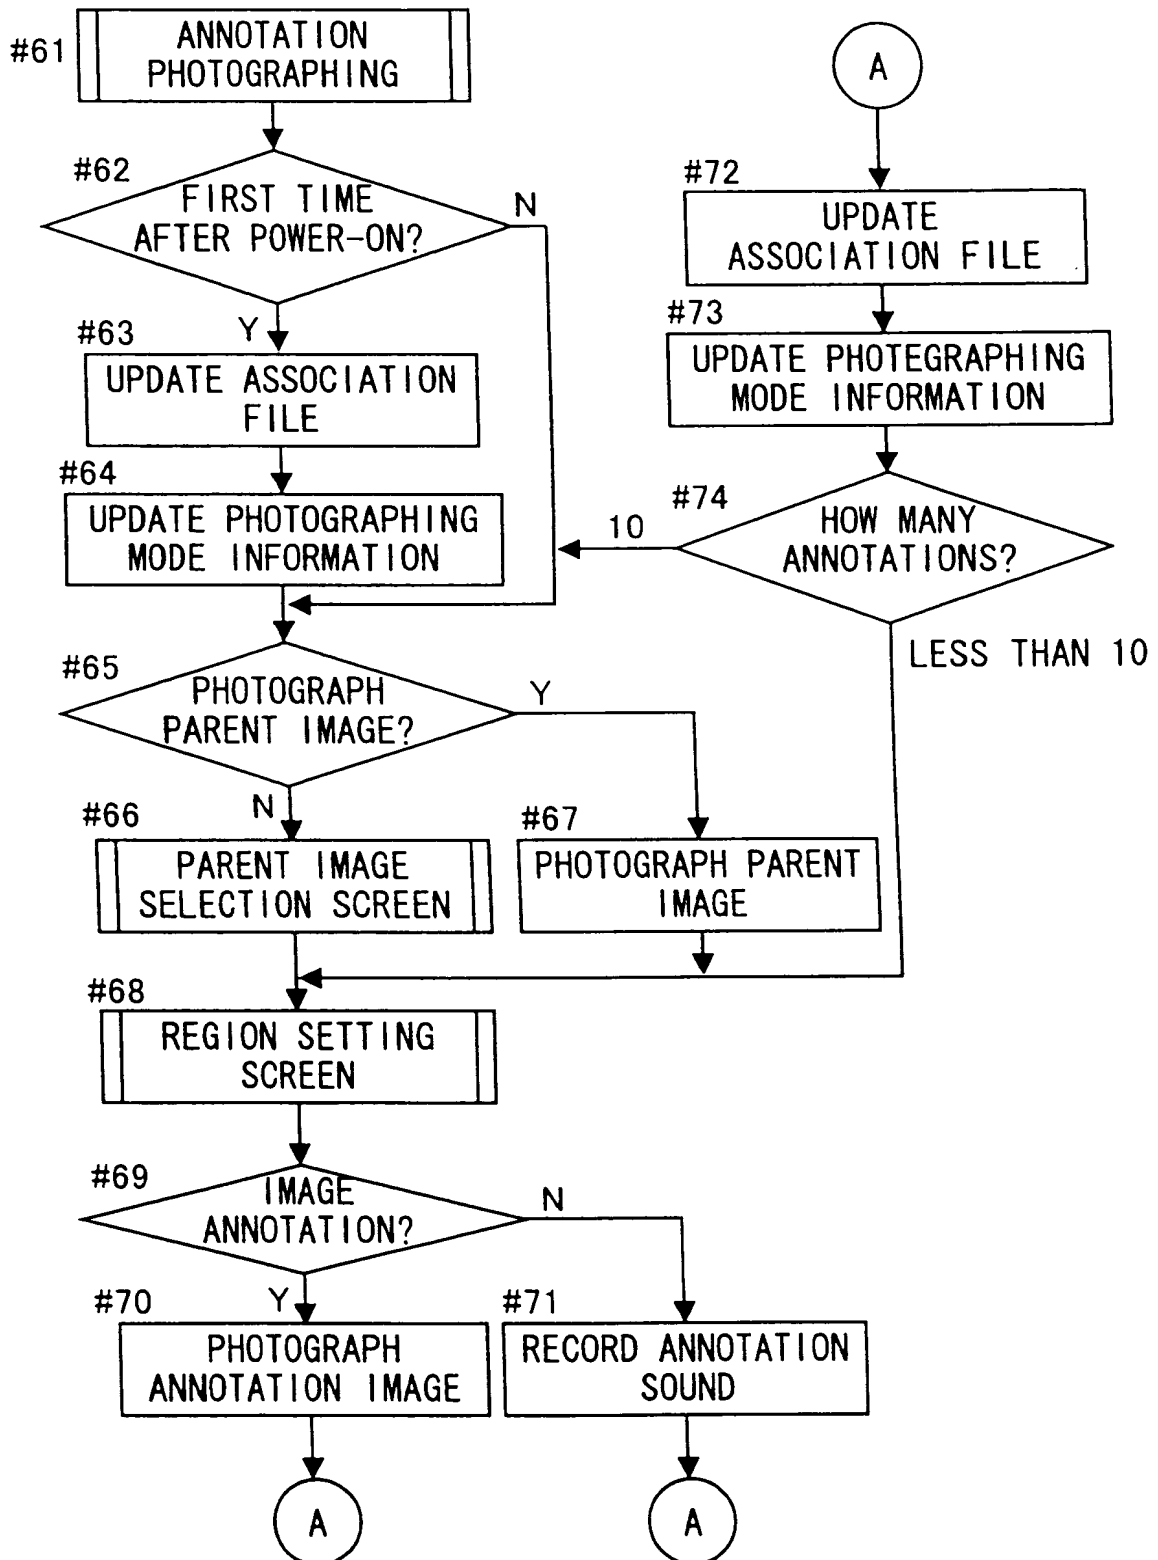 #61
ANNOTATION
PHOTOGRAPHING
#62
FIRST TIME
AFTER POWER-ON?
N
Y
#63
UPDATE ASSOCIATION
FILE
#64
UPDATE PHOTOGRAPHING
MODE INFORMATION
#65
PHOTOGRAPH
PARENT IMAGE?
Y
N
#66
PARENT IMAGE
SELECTION SCREEN
#67
PHOTOGRAPH PARENT
IMAGE
#68
REGION SETTING
SCREEN
#69
IMAGE
ANNOTATION?
N
Y
#70
PHOTOGRAPH
ANNOTATION IMAGE
#71
RECORD ANNOTATION
SOUND
A
A
A
#72
UPDATE
ASSOCIATION FILE
#73
UPDATE PHOTEGRAPHING
MODE INFORMATION
#74
HOW MANY
ANNOTATIONS?
10
LESS THAN 10